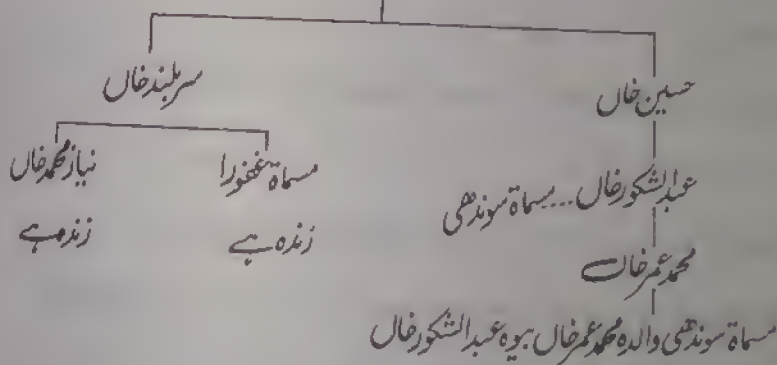 حسین خاں
سربلند خاں
عبدالشکور خاں...مسماۃ سوندھی
مسماۃ غفورا
نیاز محمد خاں
محمد عمر خاں
زندہ ہے
زندہ ہے
مسماۃ سوندھی والدہ محمد عمر خاں بیوہ عبدالشکور خاں